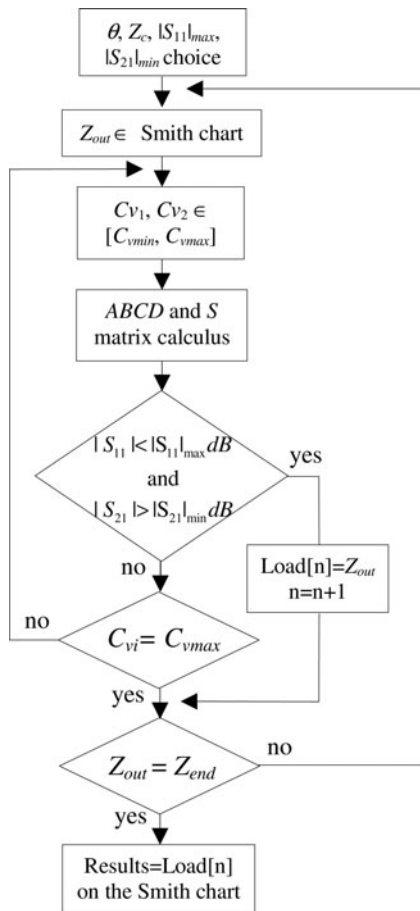 θ, Z_c, |S_11|_max,
|S_21|_min choice
Z_out ∈ Smith chart
Cv_1, Cv_2 ∈
[C_vmin, C_vmax]
ABCD and S
matrix calculus
| S_11 |<|S_11|_max dB
and
| S_21 |>|S_21|_min dB
yes
no
Load[n]=Z_out
n=n+1
C_vi = C_vmax
no
yes
Z_out = Z_end
no
yes
Results=Load[n]
on the Smith chart